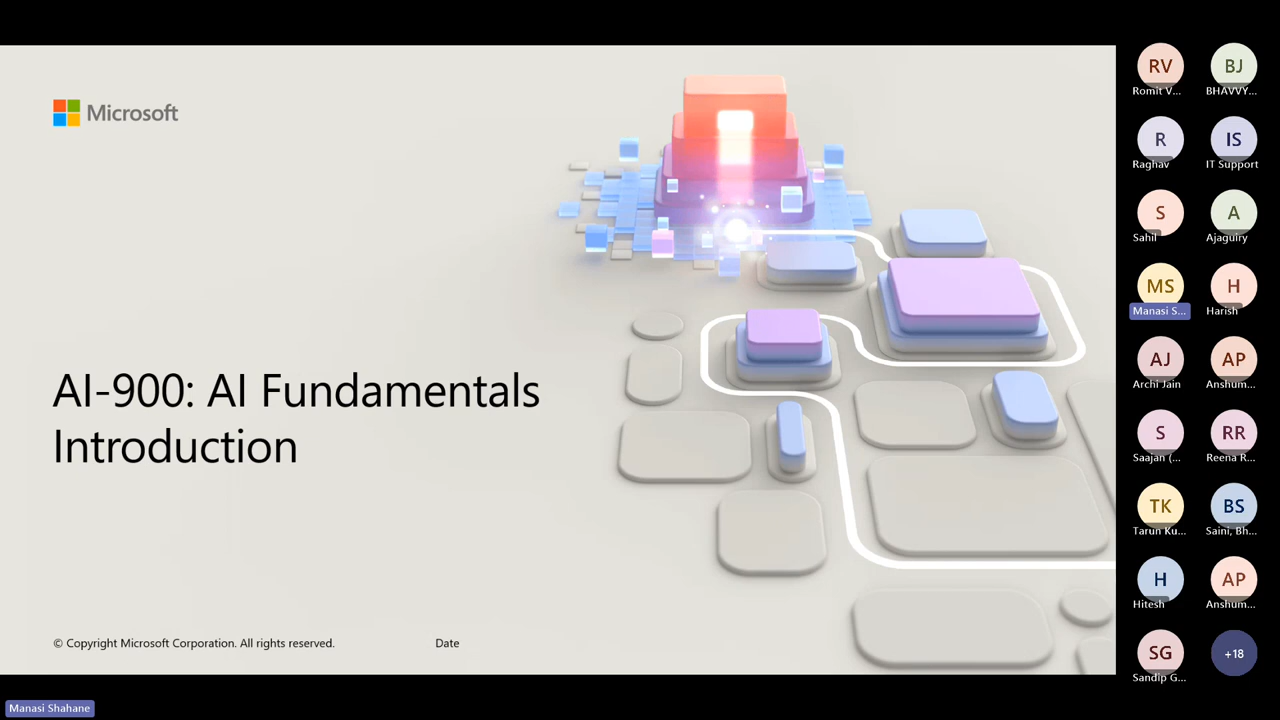 Microsoft
AI-900: AI Fundamentals
Introduction
© Copyright Microsoft Corporation. All rights reserved.
Date
RV
Romit V...
BJ
BHAVVY...
R
Raghav
IS
IT Support
S
Sahil
A
Ajaguiry
MS
Manasi S...
H
Harish
AJ
Archi Jain
AP
Anshum...
S
Saajan (...
RR
Reena R...
TK
Tarun Ku...
BS
Saini, Bh...
H
Hitesh
AP
Anshum...
SG
Sandip G...
+18
Manasi Shahane